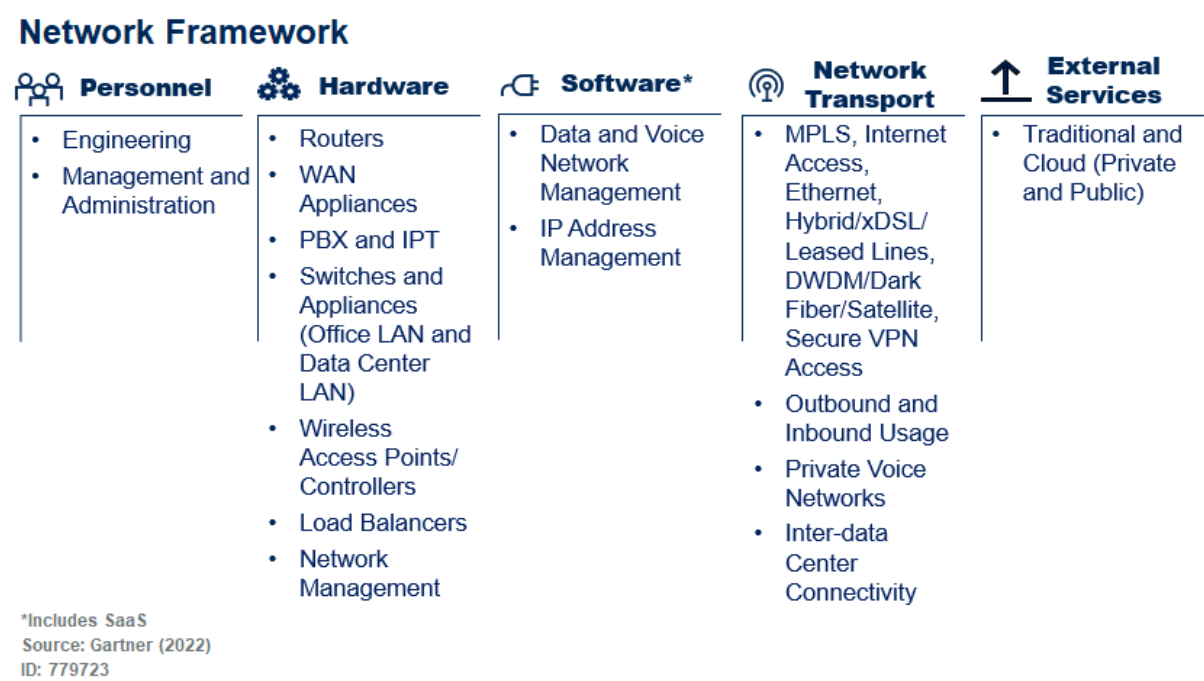 Network Framework
Personnel
• Engineering
• Management and
Administration
Hardware
• Routers
• WAN
Appliances
• PBX and IPT
• Switches and
Appliances
(Office LAN and
Data Center
LAN)
• Wireless
Access Points/
Controllers
• Load Balancers
• Network
Management
Software*
• Data and Voice
Network
Management
• IP Address
Management
Network
Transport
• MPLS, Internet
Access,
Ethernet,
Hybrid/xDSL/
Leased Lines,
DWDM/Dark
Fiber/Satellite,
Secure VPN
Access
• Outbound and
Inbound Usage
• Private Voice
Networks
• Inter-data
Center
Connectivity
External
Services
• Traditional and
Cloud (Private
and Public)
*Includes SaaS
Source: Gartner (2022)
ID: 779723